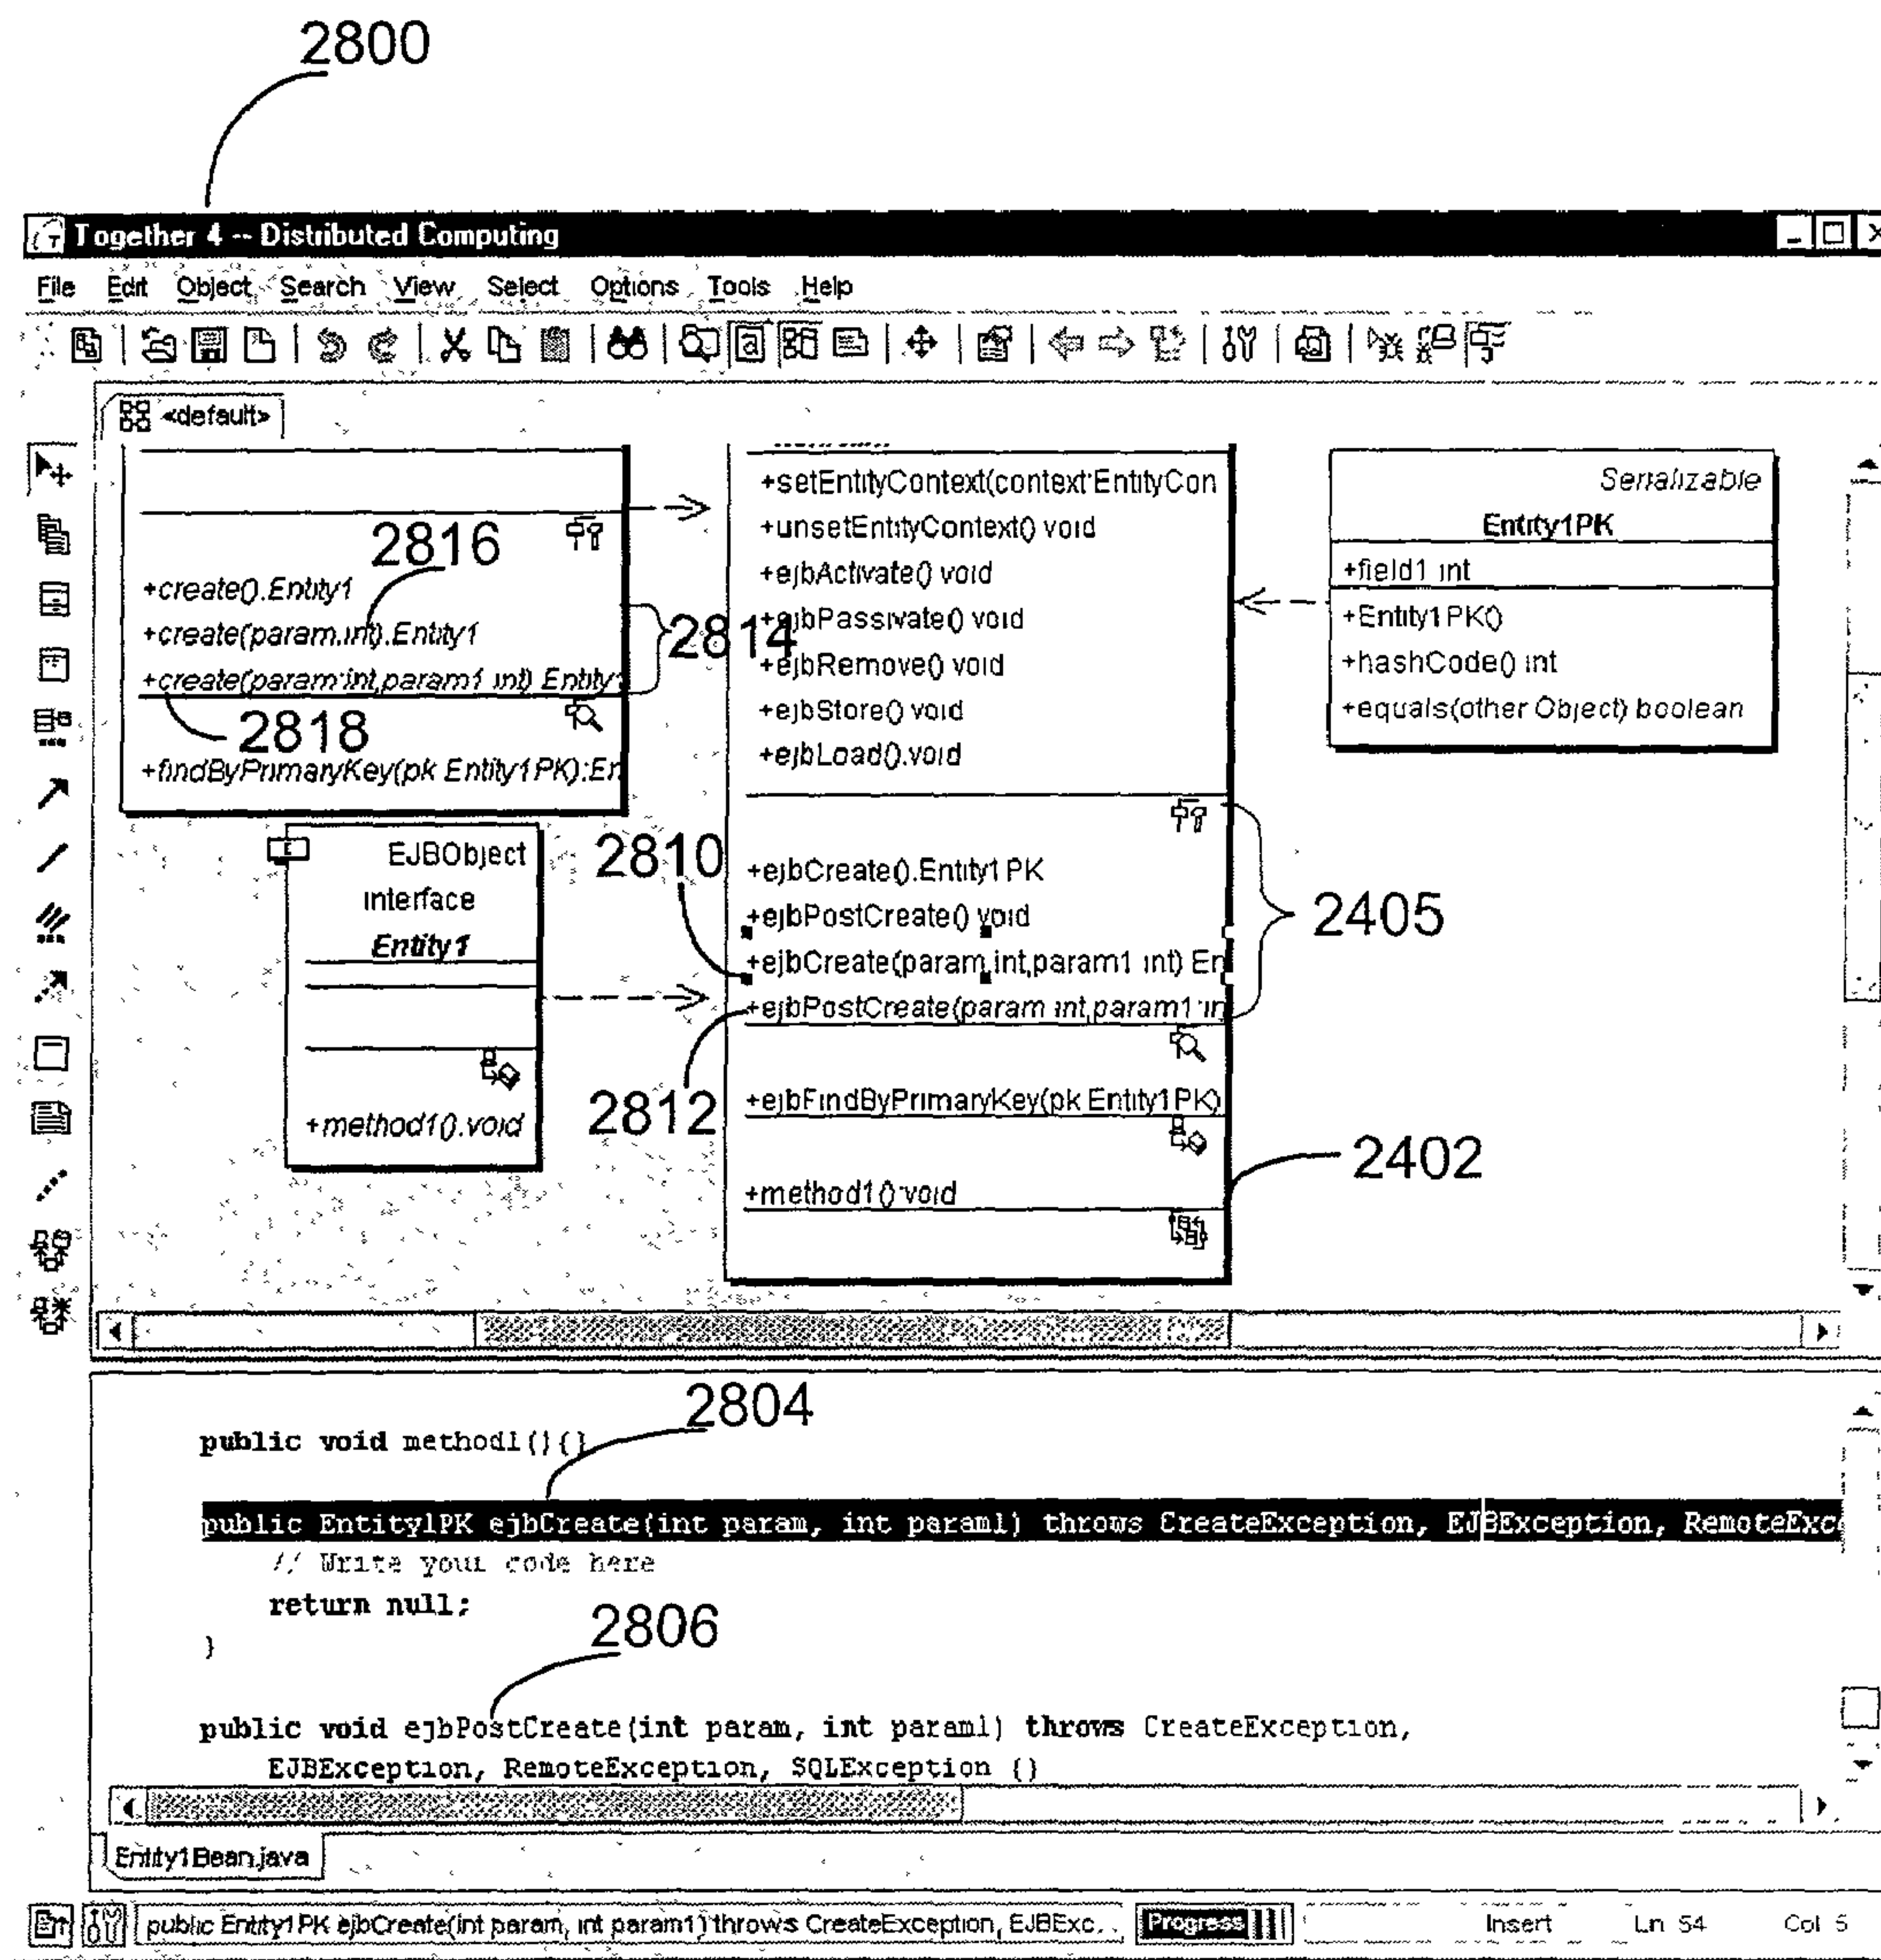 2800
Together 4 -- Distributed Computing
File Edit Object Search View Select Options Tools Help
<default>
2816
+create().Entity1
+create(param.int).Entity1
2814
+create(param:int,param1 int) Entity
2818
+findByPrimaryKey(pk Entity1PK):En
EJBObject
interface
Entity1
+method1().void
+setEntityContext(context:EntityCon
+unsetEntityContext() void
+ejbActivate() void
+ejbPassivate() void
+ejbRemove() void
+ejbStore() void
+ejbLoad().void
2810
+ejbCreate().Entity1PK
+ejbPostCreate() void
2405
+ejbCreate(param,int,param1 int) En
+ejbPostCreate(param int,param1:in
2812
+ejbFindByPrimaryKey(pk Entity1PK)
2402
+method1():void
Serializable
Entity1PK
+field1 int
+Entity1PK()
+hashCode() int
+equals(other Object) boolean
2804
public void method1(){}
public Entity1PK ejbCreate(int param, int param1) throws CreateException, EJBException, RemoteExc
// Write your code here
return null;
}
2806
public void ejbPostCreate(int param, int param1) throws CreateException,
EJBException, RemoteException, SQLException {}
Entity1Bean.java
public Entity1PK ejbCreate(int param, int param1) throws CreateException, EJBExc.. Progress Insert Ln 54 Col 5